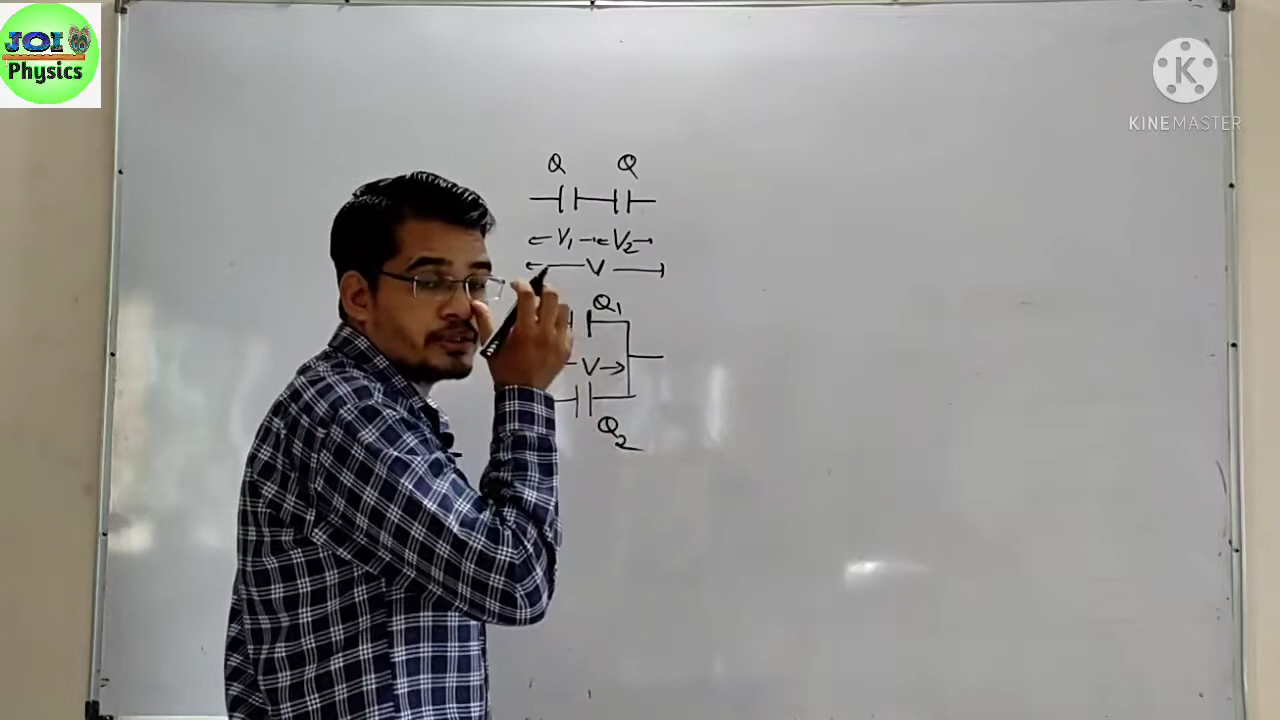 JOI
Physics
KINEMASTER
Q Q
V₁ V₂
V
Q₁
V
Q₂